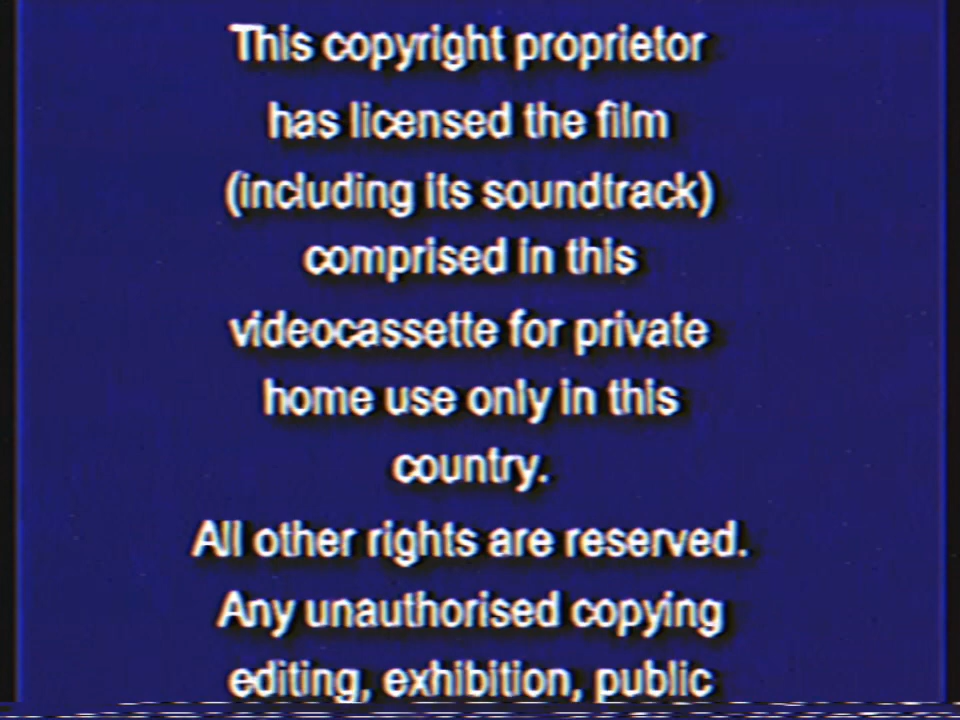 This copyright proprietor
has licensed the film
(including its soundtrack)
comprised in this
videocassette for private
home use only in this
country.
All other rights are reserved.
Any unauthorised copying
editing, exhibition, public